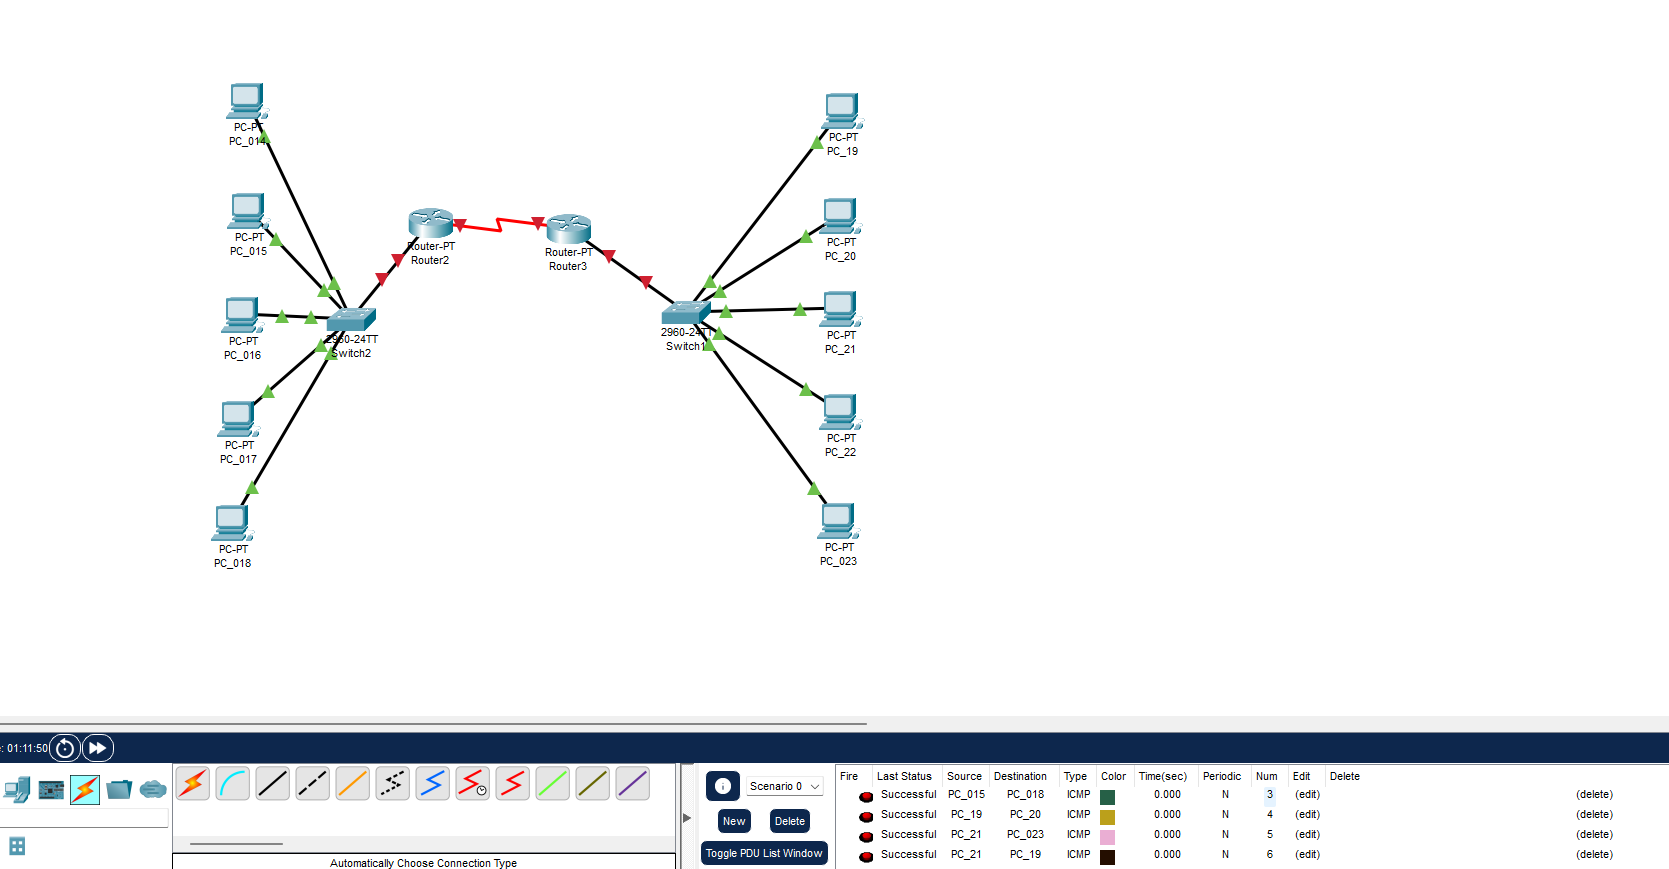 PC-PT
PC_014
PC-PT
PC_015
PC-PT
PC_016
PC-PT
PC_017
PC-PT
PC_018
Router-PT
Router2
Router-PT
Router3
2960-24TT
Switch2
2960-24TT
Switch1
PC-PT
PC_19
PC-PT
PC_20
PC-PT
PC_21
PC-PT
PC_22
PC-PT
PC_023
: 01:11:50
Automatically Choose Connection Type
Scenario 0
New Delete
Toggle PDU List Window
Fire Last Status Source Destination Type Color Time(sec) Periodic Num Edit Delete
Successful PC_015 PC_018 ICMP 0.000 N 3 (edit) (delete)
Successful PC_19 PC_20 ICMP 0.000 N 4 (edit) (delete)
Successful PC_21 PC_023 ICMP 0.000 N 5 (edit) (delete)
Successful PC_21 PC_19 ICMP 0.000 N 6 (edit) (delete)